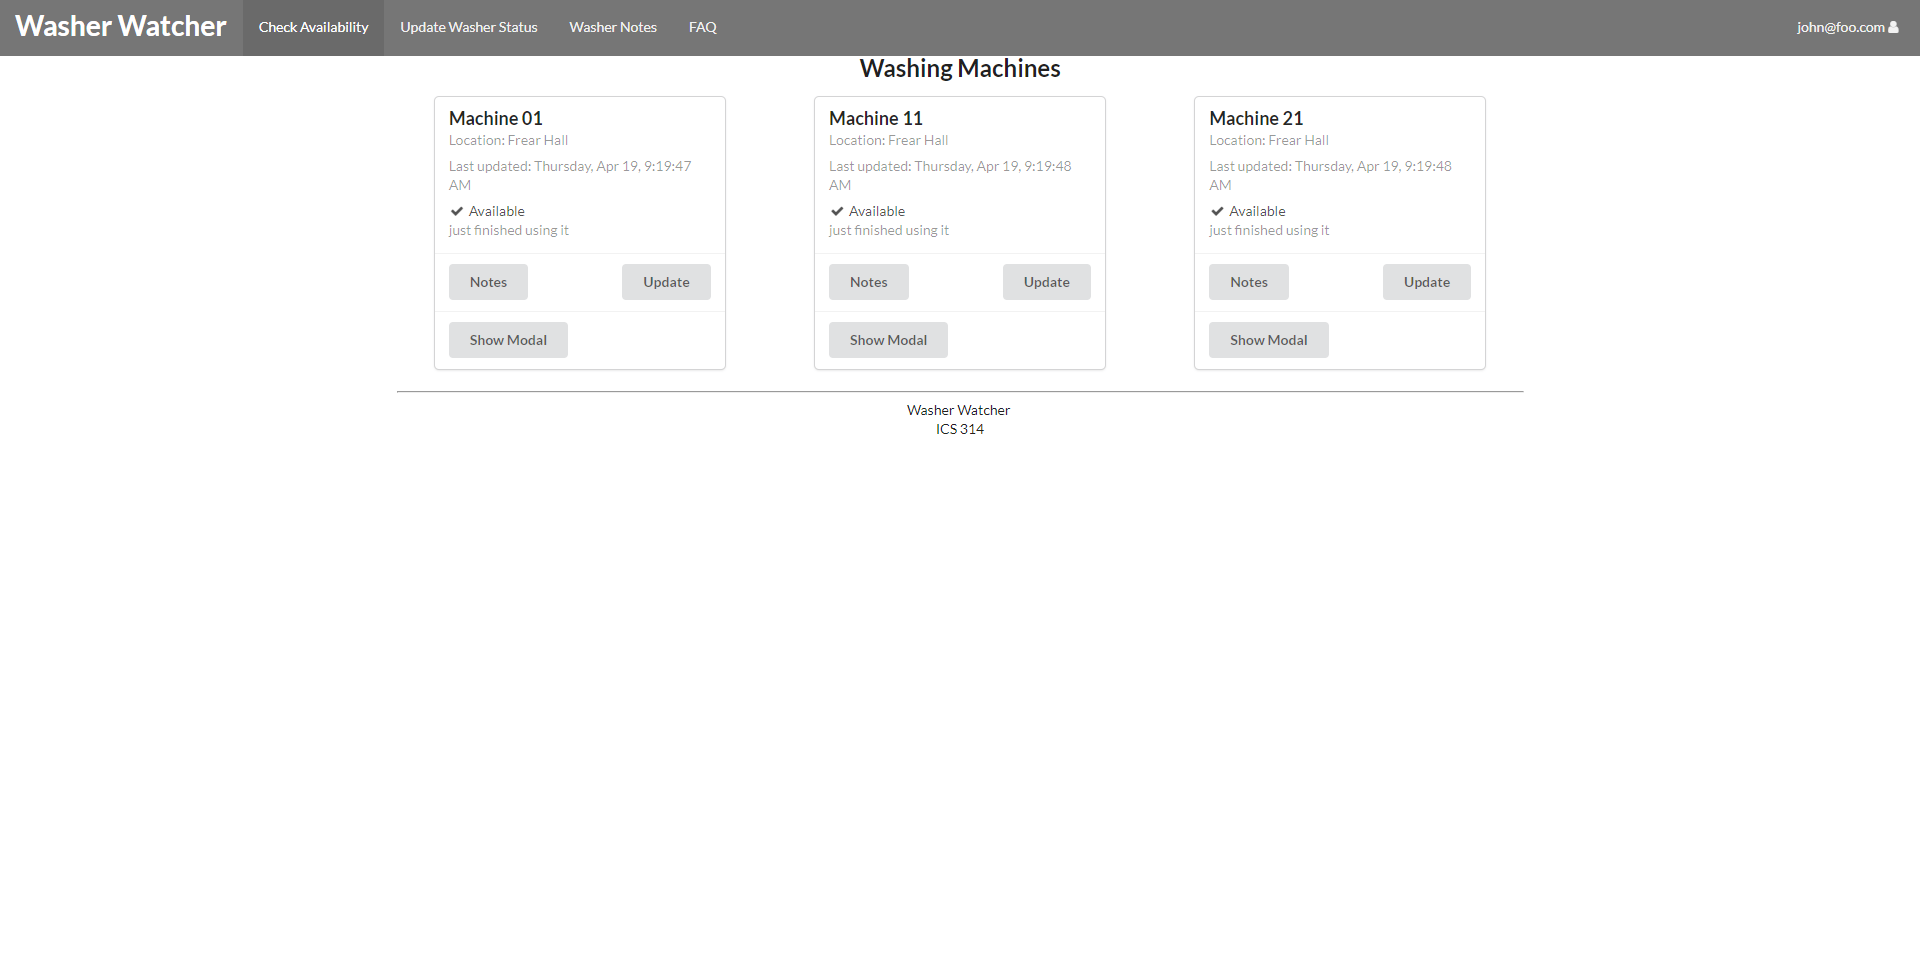 Washer Watcher
Check Availability
Update Washer Status
Washer Notes
FAQ
john@foo.com
Washing Machines
Machine 01
Location: Frear Hall
Last updated: Thursday, Apr 19, 9:19:47
AM
Available
just finished using it
Notes
Update
Show Modal
Machine 11
Location: Frear Hall
Last updated: Thursday, Apr 19, 9:19:48
AM
Available
just finished using it
Notes
Update
Show Modal
Machine 21
Location: Frear Hall
Last updated: Thursday, Apr 19, 9:19:48
AM
Available
just finished using it
Notes
Update
Show Modal
Washer Watcher
ICS 314